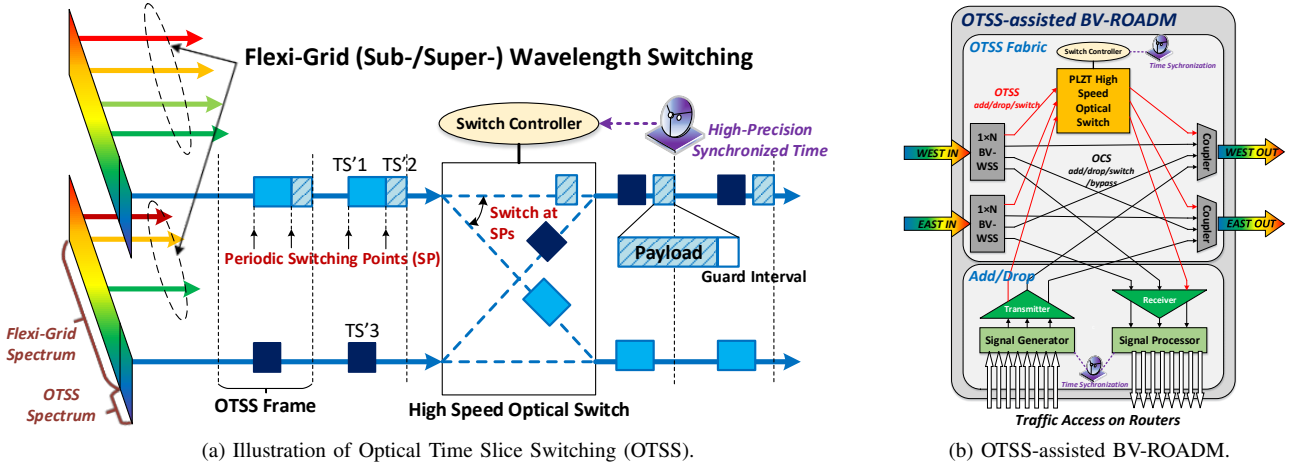 Flexi-Grid (Sub-/Super-) Wavelength Switching
Switch Controller
High-Precision
Synchronized Time
TS'1
TS'2
Switch at
SPs
Periodic Switching Points (SP)
Payload
Guard Interval
Flexi-Grid
Spectrum
TS'3
OTSS
Spectrum
OTSS Frame
High Speed Optical Switch
(a) Illustration of Optical Time Slice Switching (OTSS).
OTSS-assisted BV-ROADM
OTSS Fabric
Switch Controller
Time Sychronization
PLZT High
Speed
Optical
Switch
OTSS
add/drop/switch
1×N
BV-
WSS
WEST IN
OCS
add/drop/switch
/bypass
Coupler
WEST OUT
1×N
BV-
WSS
EAST IN
Coupler
EAST OUT
Add/Drop
Transmitter
Receiver
Signal Generator
Signal Processor
Time Sychronization
Traffic Access on Routers
(b) OTSS-assisted BV-ROADM.